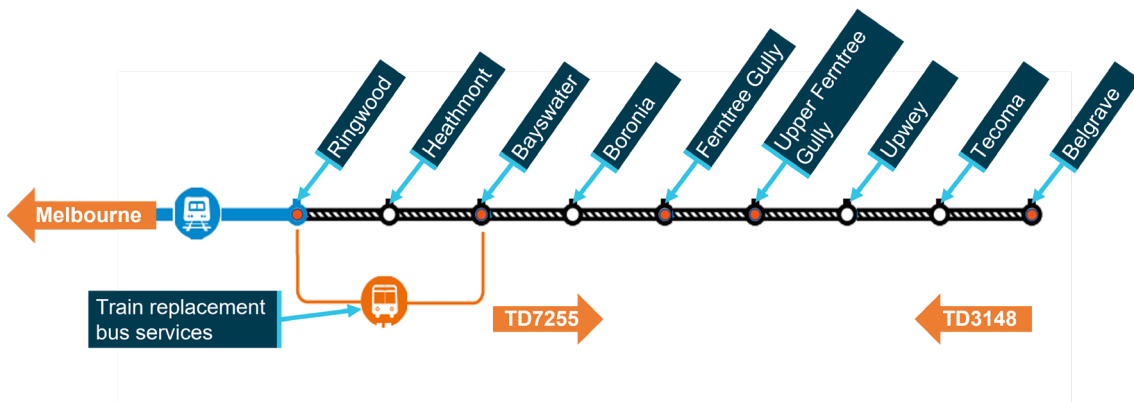 Ringwood
Heathmont
Bayswater
Boronia
Ferntree Gully
Upper Ferntree
Gully
Upwey
Tecoma
Belgrave
Melbourne
Train replacement
bus services
TD7255
TD3148